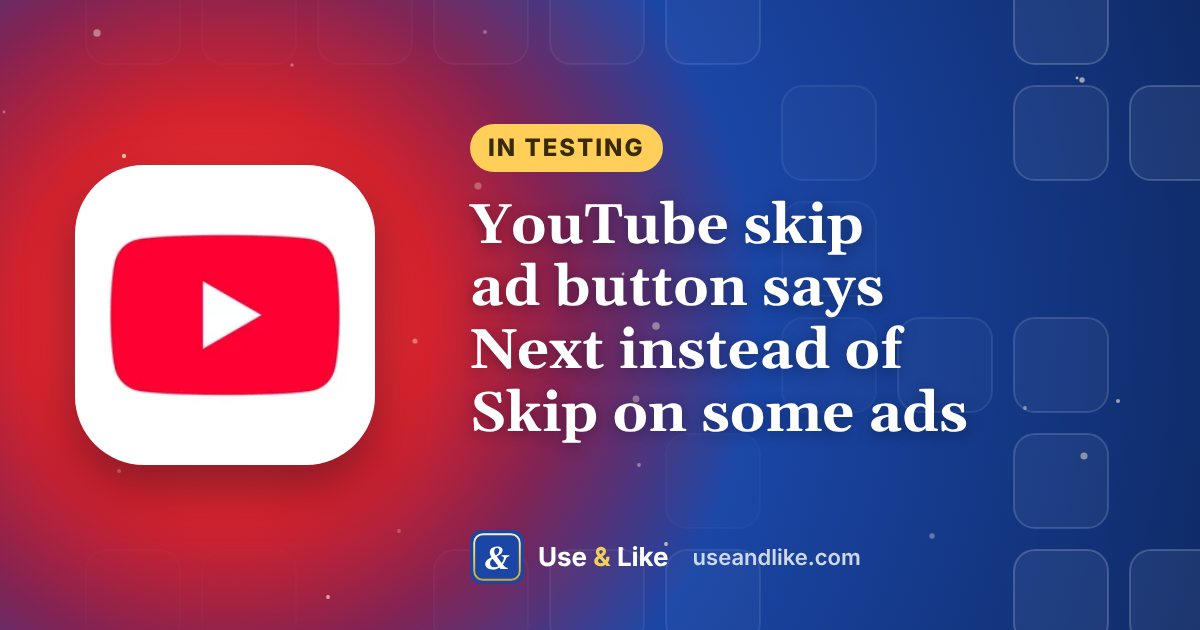 IN TESTING
YouTube skip
ad button says
Next instead of
Skip on some ads
& Use & Like useandlike.com